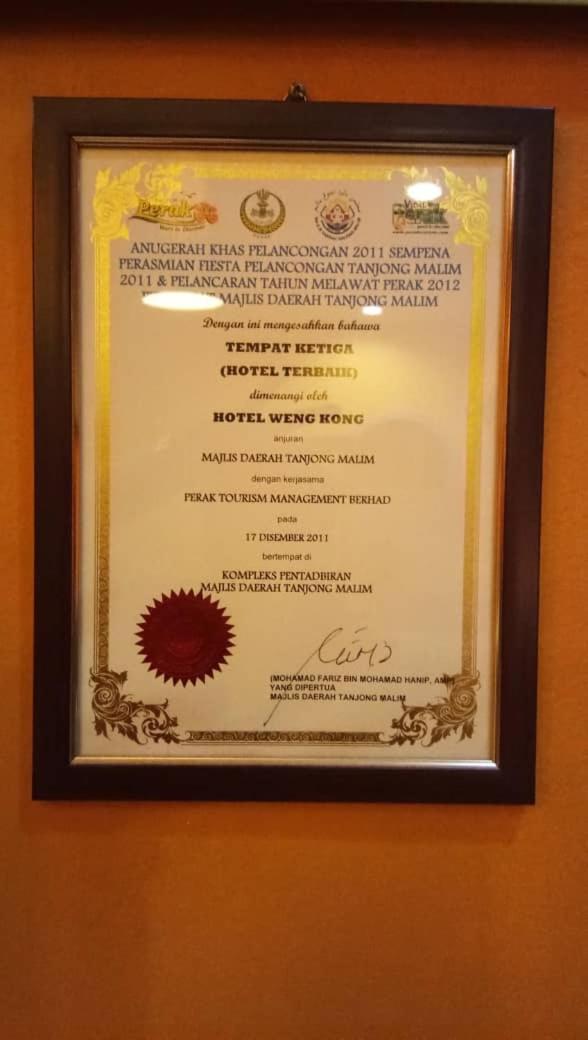 Perak
ANUGERAH KHAS PELANCONGAN 2011 SEMPENA
PERASMIAN FIESTA PELANCONGAN TANJONG MALIM
2011 & PELANCARAN TAHUN MELAWAT PERAK 2012
MAJLIS DAERAH TANJONG MALIM
Dengan ini mengesahkan bahawa
TEMPAT KETIGA
(HOTEL TERBAIK)
dimenangi oleh
HOTEL WENG KONG
anjuran
MAJLIS DAERAH TANJONG MALIM
dengan kerjasama
PERAK TOURISM MANAGEMENT BERHAD
pada
17 DISEMBER 2011
bertempat di
KOMPLEKS PENTADBIRAN
MAJLIS DAERAH TANJONG MALIM
(MOHAMAD FARIZ BIN MOHAMAD HANIP, AMP)
YANG DIPERTUA
MAJLIS DAERAH TANJONG MALIM